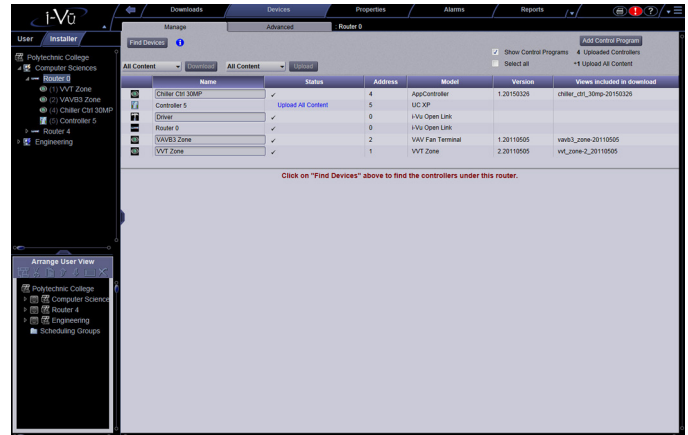 i-Vu
Downloads Devices Properties Alarms Reports
User Installer
Manage Advanced Router 0
Find Devices
Add Control Program
Show Control Programs 4 Uploaded Controllers
Select all ~1 Upload All Content
All Content Download All Content Upload
Name Status Address Model Version Views included in download
Chiller Ctrl 30MP ✓ 4 AppController 1.20150326 chiller_ctrl_30mp-20150326
Controller 5 Upload All Content 5 UC XP
Driver ✓ 0 i-Vu Open Link
Router 0 ✓ 0 i-Vu Open Link
VAVB3 Zone ✓ 2 VAV Fan Terminal 1.20110505 vavb3_zone-20110505
VVT Zone ✓ 1 VVT Zone 2.20110505 vvt_zone-2_20110505
Click on "Find Devices" above to find the controllers under this router.
Polytechnic College
Computer Sciences
Router 0
(1) VVT Zone
(2) VAVB3 Zone
(4) Chiller Ctrl 30MP
(5) Controller 5
Router 4
Engineering
Arrange User View
Polytechnic College
Computer Science
Router 4
Engineering
Scheduling Groups